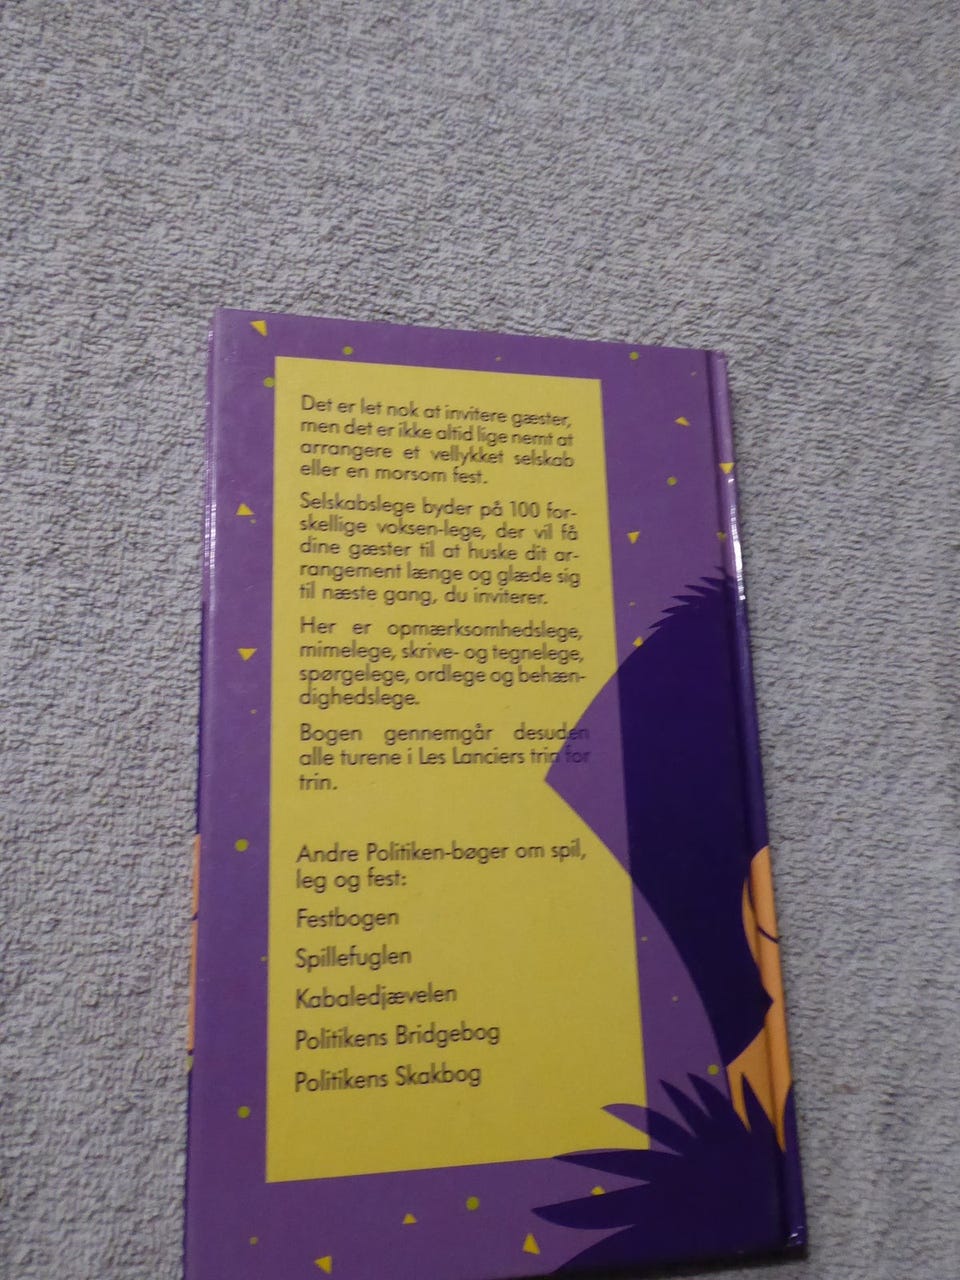 Det er let nok at invitere gæster,
men det er ikke altid lige nemt at
arrangere et vellykket selskab
eller en morsom fest.
Selskabslege byder på 100 for-
skellige voksen-lege, der vil få
dine gæster til at huske dit ar-
rangement længe og glæde sig
til næste gang, du inviterer.
Her er opmærksomhedslege,
mimelege, skrive- og tegnelege,
spørgelege, ordlege og behæn-
dighedslege.
Bogen gennemgår desuden
alle turene i Les Lanciers trin for
trin.
Andre Politiken-bøger om spil,
leg og fest:
Festbogen
Spillefuglen
Kabaledjævelen
Politikens Bridgebog
Politikens Skakbog